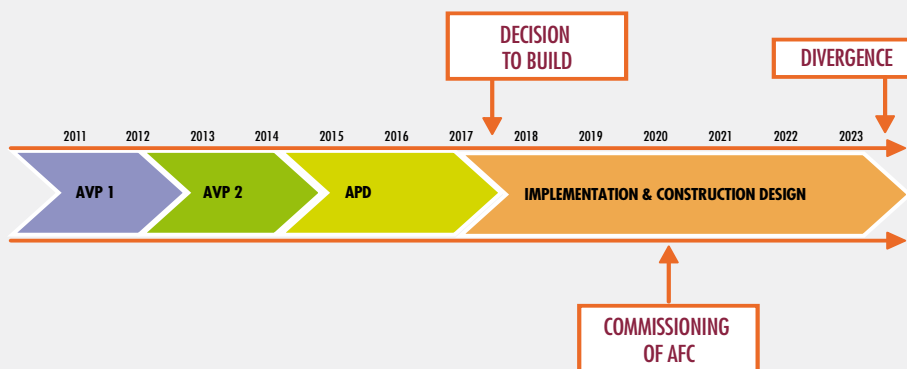 DECISION
TO BUILD
DIVERGENCE
2011 2012 2013 2014 2015 2016 2017 2018 2019 2020 2021 2022 2023
AVP 1 AVP 2 APD IMPLEMENTATION & CONSTRUCTION DESIGN
COMMISSIONING
OF AFC